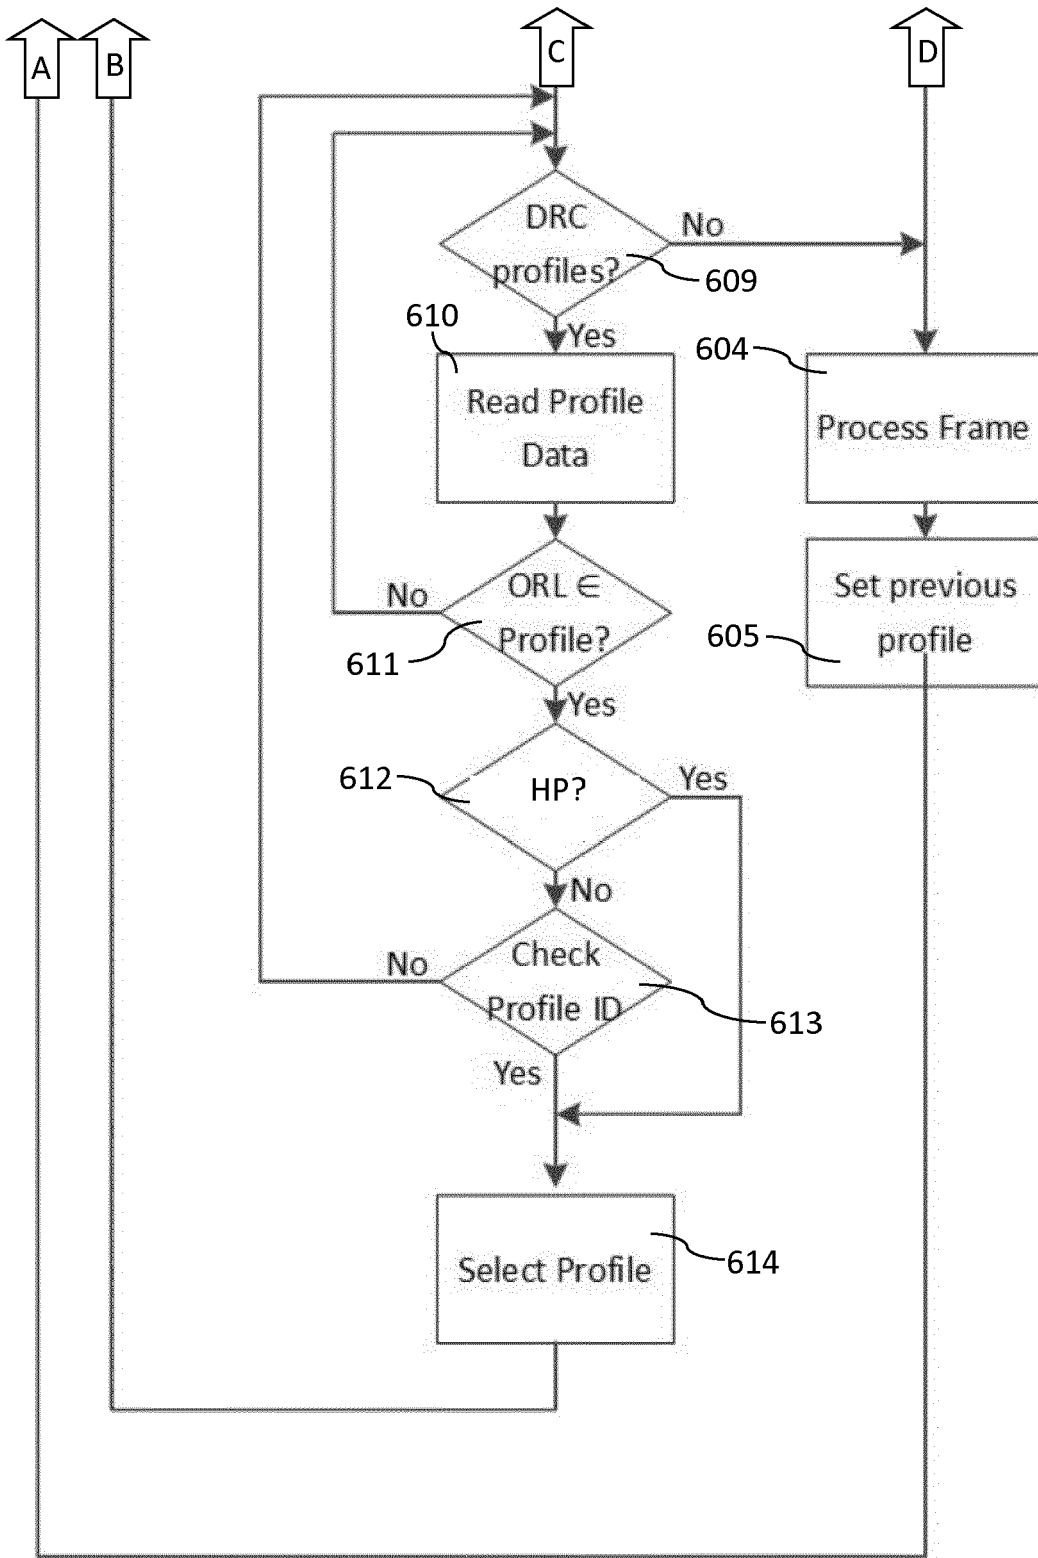 A
B
C
D
DRC
profiles?
No
609
Yes
610
Read Profile
Data
604
Process Frame
ORL ∈
Profile?
No
611
Yes
Set previous
profile
605
HP?
612
Yes
No
Check
Profile ID
No
613
Yes
Select Profile
614